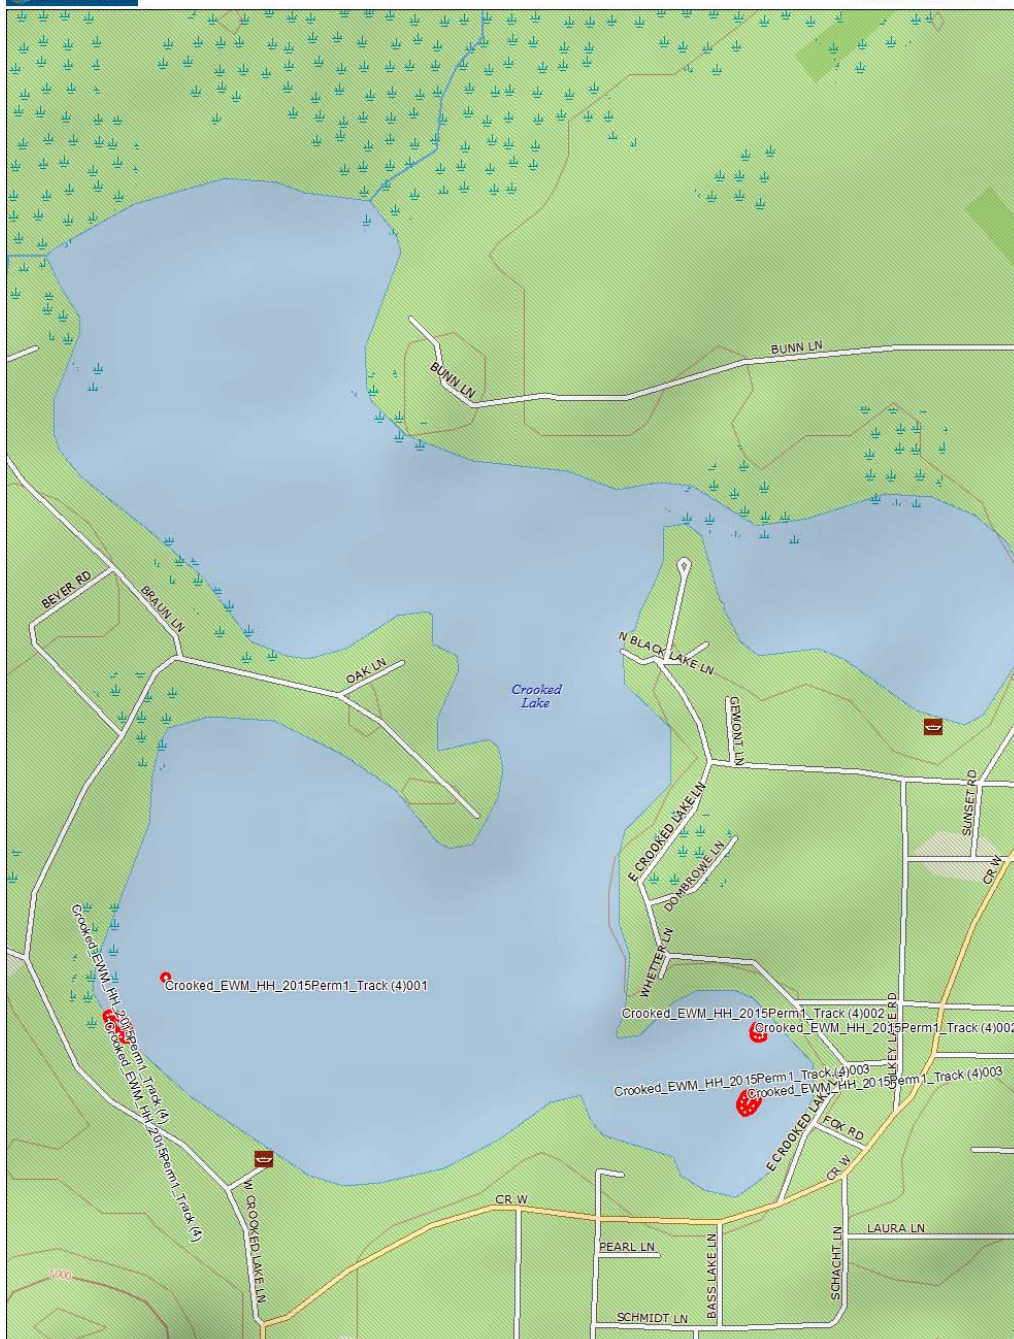 BUNN LN
BUNN LN
BEYER RD
BRAUN LN
OAK LN
N BLACK LAKE LN
Crooked
Lake
GEWONT LN
E CROOKED LAKE LN
SUNSET RD
DOMBROWE LN
CR W
Crooked_EWM_HH_2015Perm1_Track (4)
WHETTER LN
Crooked_EWM_HH_2015Perm1_Track (4)001
Crooked_EWM_HH_2015Perm1_Track (4)002
Crooked_EWM_HH_2015Perm1_Track (4)002
Crooked_EWM_HH_2015Perm1_Track (4)
LAKE RD
Crooked_EWM_HH_2015Perm1_Track (4)003
Crooked_EWM_HH_2015Perm1_Track (4)003
E CROOKED LAKE
FOX RD
CR W
W CROOKED LAKE LN
CR W
LAURA LN
PEARL LN
BASS LAKE LN
SCHACHT LN
1000
SCHMIDT LN